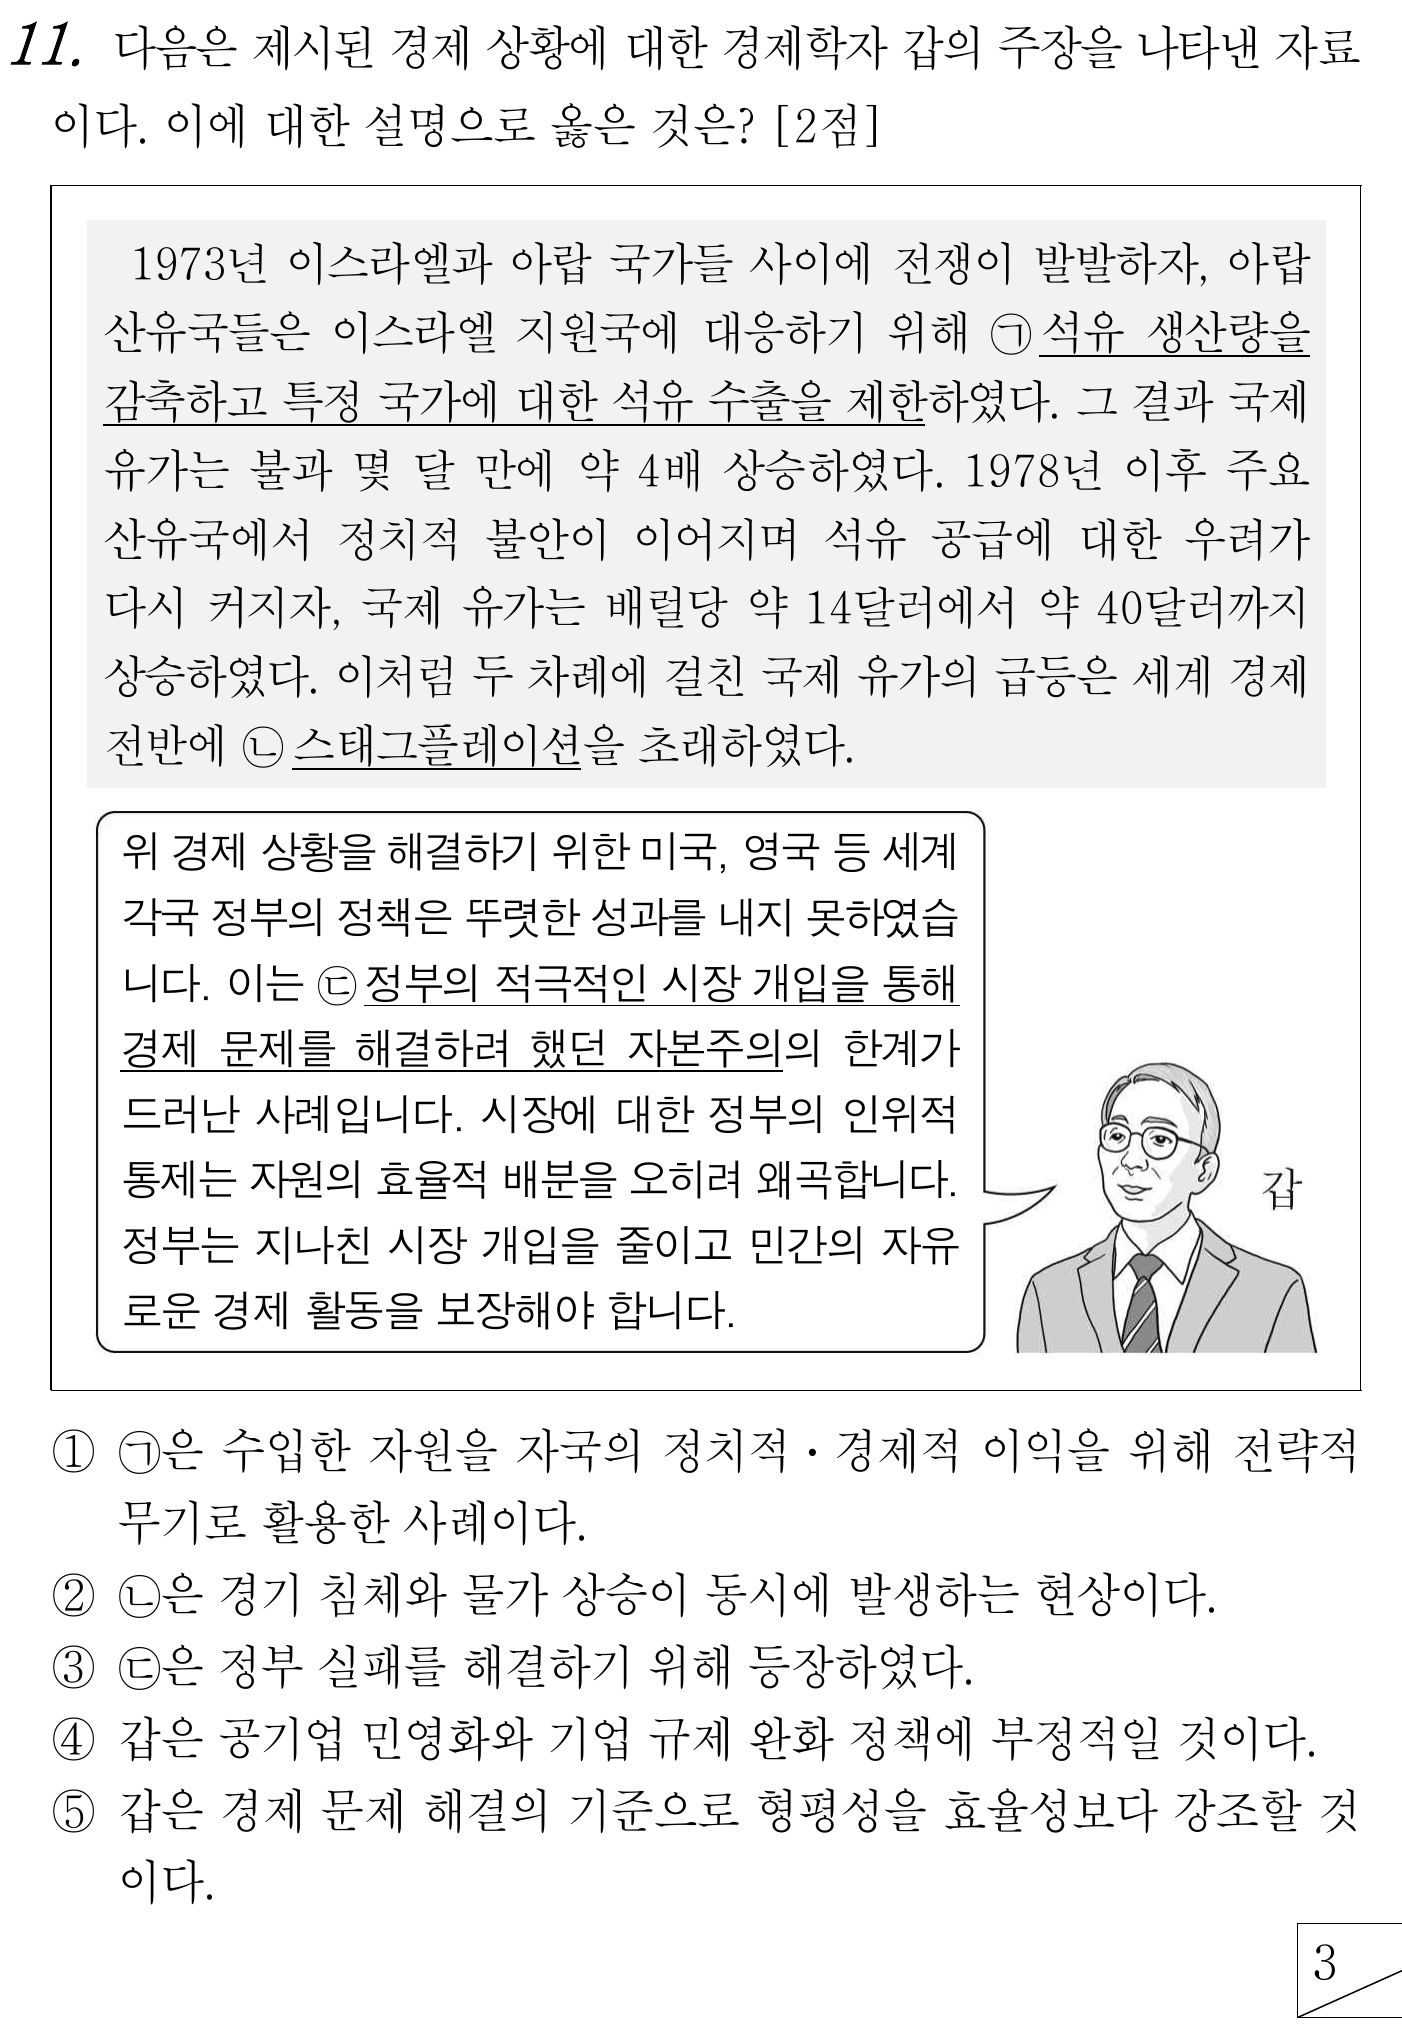 11. 다음은 제시된 경제 상황에 대한 경제학자 갑의 주장을 나타낸 자료
이다. 이에 대한 설명으로 옳은 것은? [2점]
1973년 이스라엘과 아랍 국가들 사이에 전쟁이 발발하자, 아랍
산유국들은 이스라엘 지원국에 대응하기 위해 ㉠석유 생산량을
감축하고 특정 국가에 대한 석유 수출을 제한하였다. 그 결과 국제
유가는 불과 몇 달 만에 약 4배 상승하였다. 1978년 이후 주요
산유국에서 정치적 불안이 이어지며 석유 공급에 대한 우려가
다시 커지자, 국제 유가는 배럴당 약 14달러에서 약 40달러까지
상승하였다. 이처럼 두 차례에 걸친 국제 유가의 급등은 세계 경제
전반에 ㉡스태그플레이션을 초래하였다.
위 경제 상황을 해결하기 위한 미국, 영국 등 세계
각국 정부의 정책은 뚜렷한 성과를 내지 못하였습
니다. 이는 ㉢정부의 적극적인 시장 개입을 통해
경제 문제를 해결하려 했던 자본주의의 한계가
드러난 사례입니다. 시장에 대한 정부의 인위적
통제는 자원의 효율적 배분을 오히려 왜곡합니다.
정부는 지나친 시장 개입을 줄이고 민간의 자유
로운 경제 활동을 보장해야 합니다.
갑
① ㉠은 수입한 자원을 자국의 정치적·경제적 이익을 위해 전략적
무기로 활용한 사례이다.
② ㉡은 경기 침체와 물가 상승이 동시에 발생하는 현상이다.
③ ㉢은 정부 실패를 해결하기 위해 등장하였다.
④ 갑은 공기업 민영화와 기업 규제 완화 정책에 부정적일 것이다.
⑤ 갑은 경제 문제 해결의 기준으로 형평성을 효율성보다 강조할 것
이다.
3